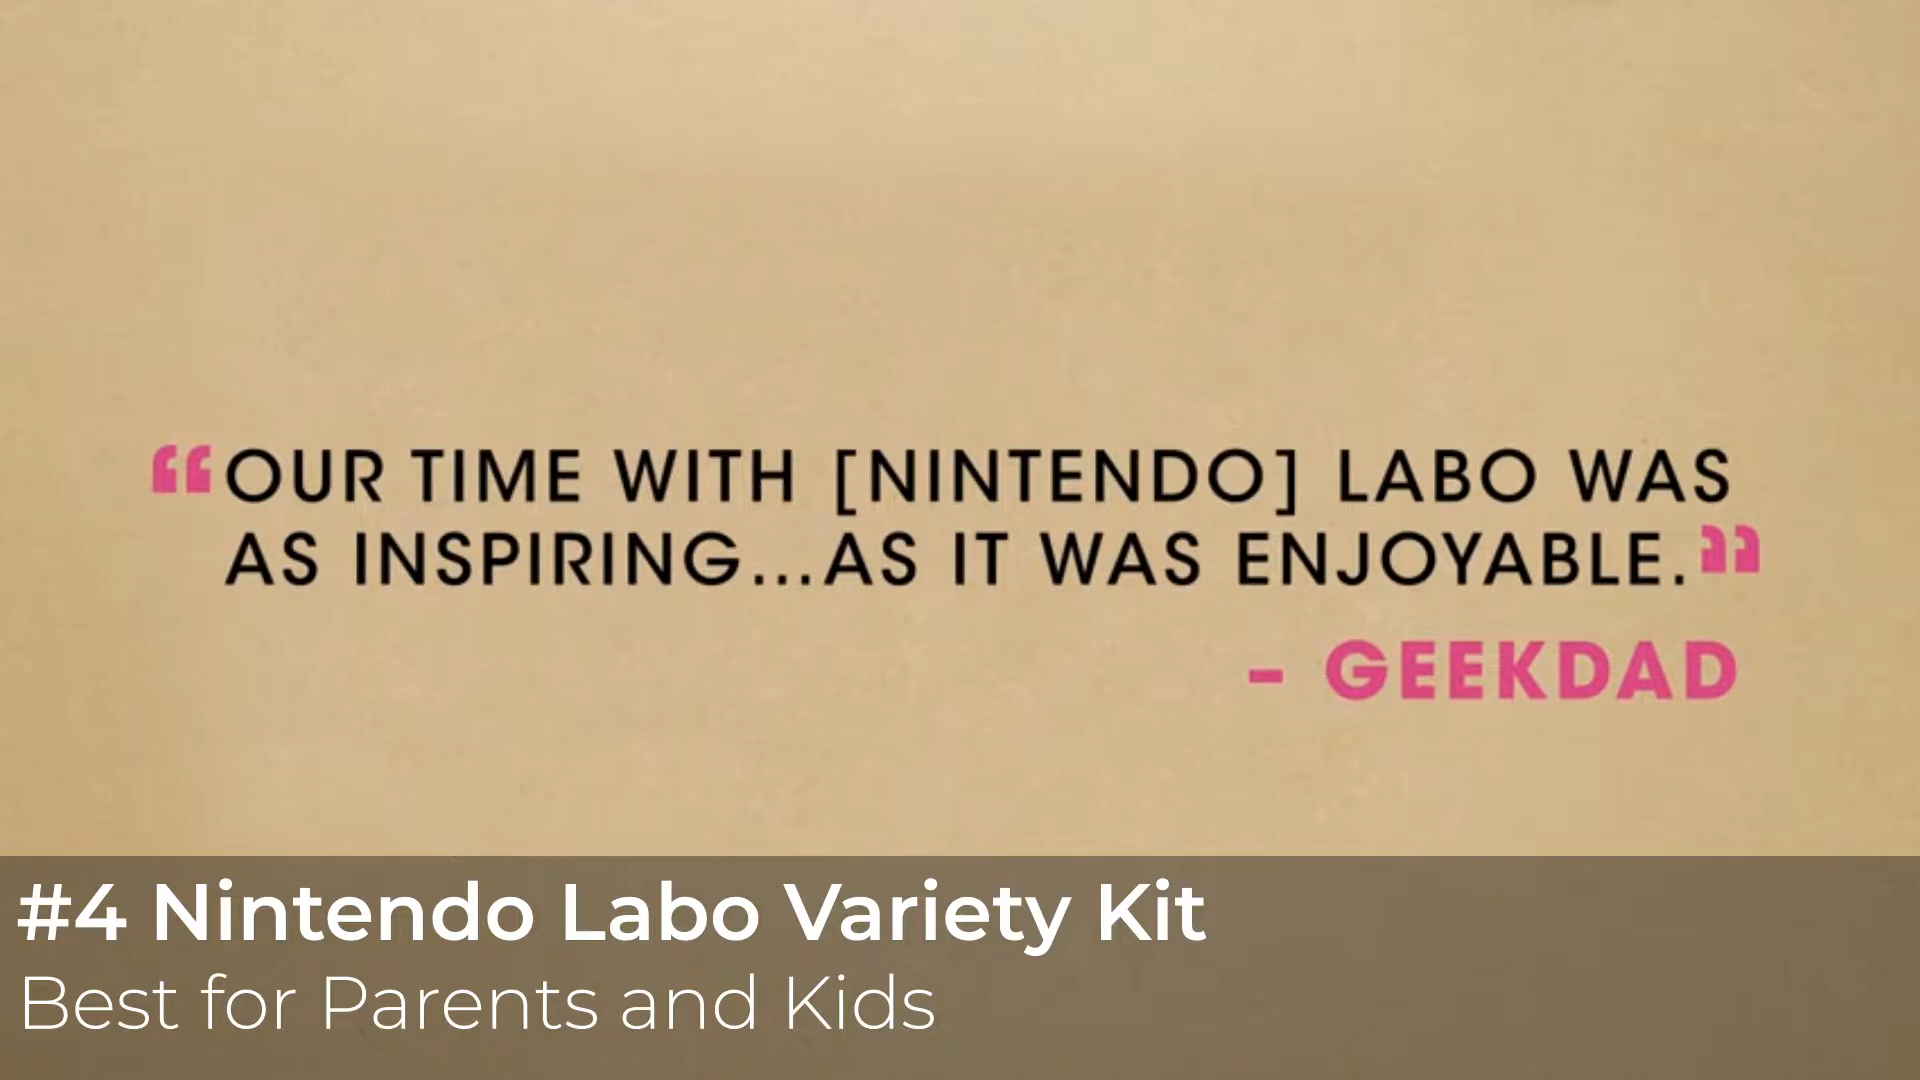 “OUR TIME WITH [NINTENDO] LABO WAS
AS INSPIRING...AS IT WAS ENJOYABLE.”
- GEEKDAD
#4 Nintendo Labo Variety Kit
Best for Parents and Kids